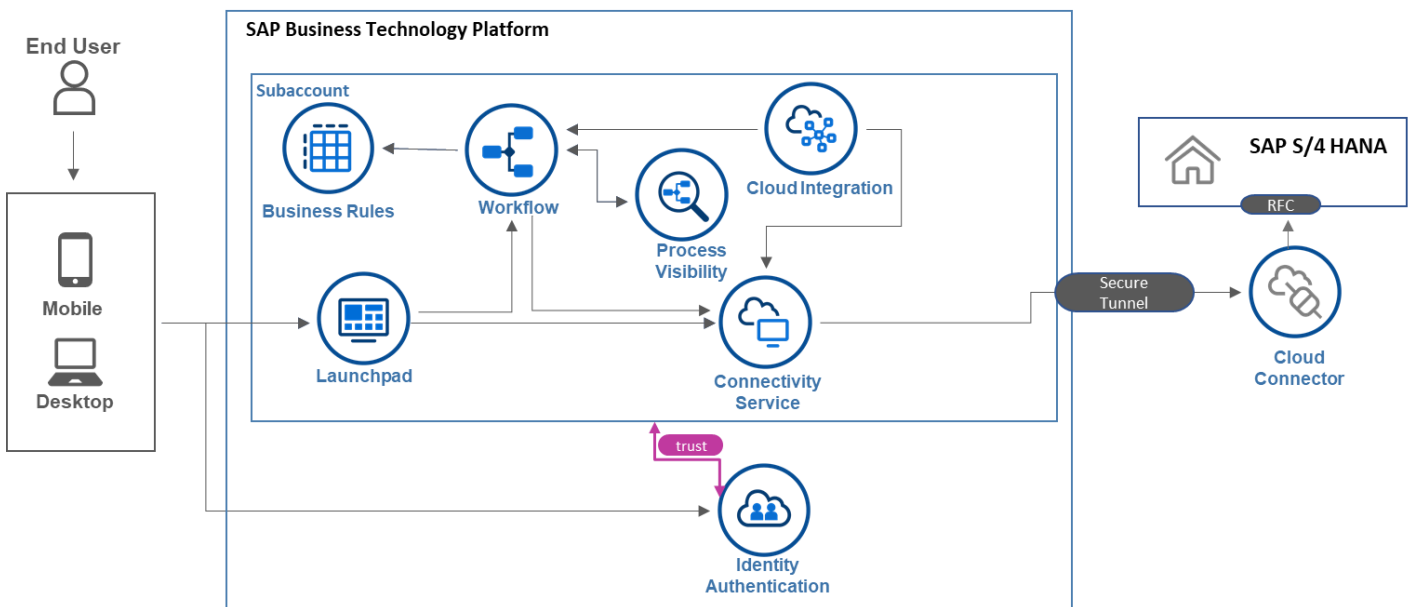 SAP Business Technology Platform
End User
Subaccount
Business Rules
Workflow
Cloud Integration
Process
Visibility
SAP S/4 HANA
RFC
Mobile
Desktop
Launchpad
Connectivity
Service
Secure
Tunnel
Cloud
Connector
trust
Identity
Authentication